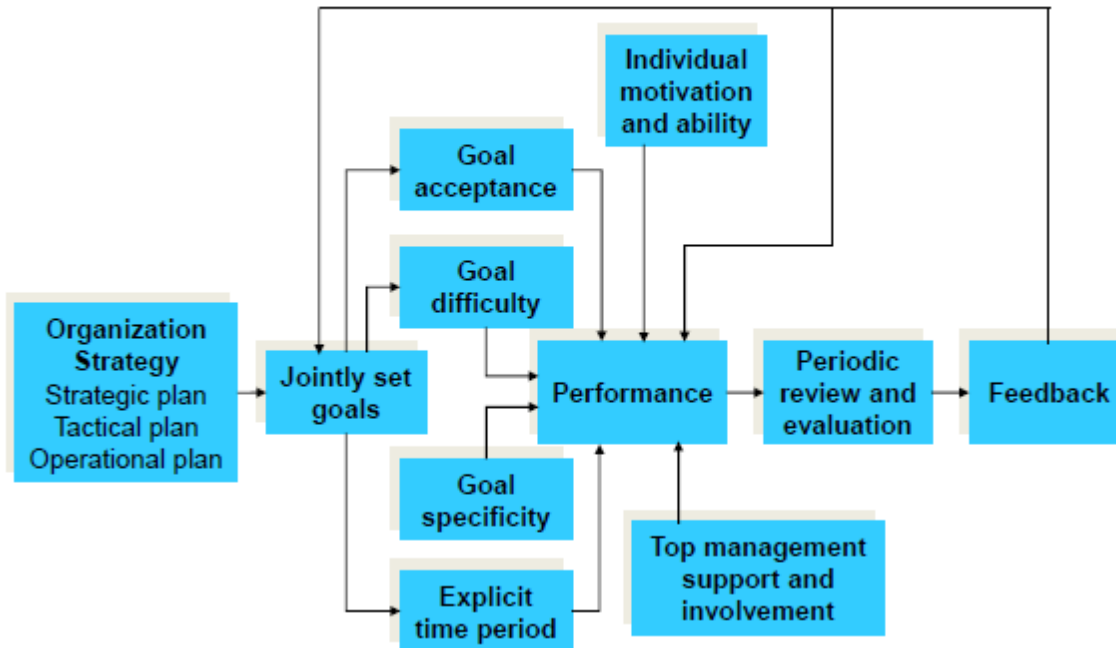 Individual
motivation
and ability
Goal
acceptance
Goal
difficulty
Organization
Strategy
Strategic plan
Tactical plan
Operational plan
Jointly set
goals
Performance
Periodic
review and
evaluation
Feedback
Goal
specificity
Top management
support and
involvement
Explicit
time period